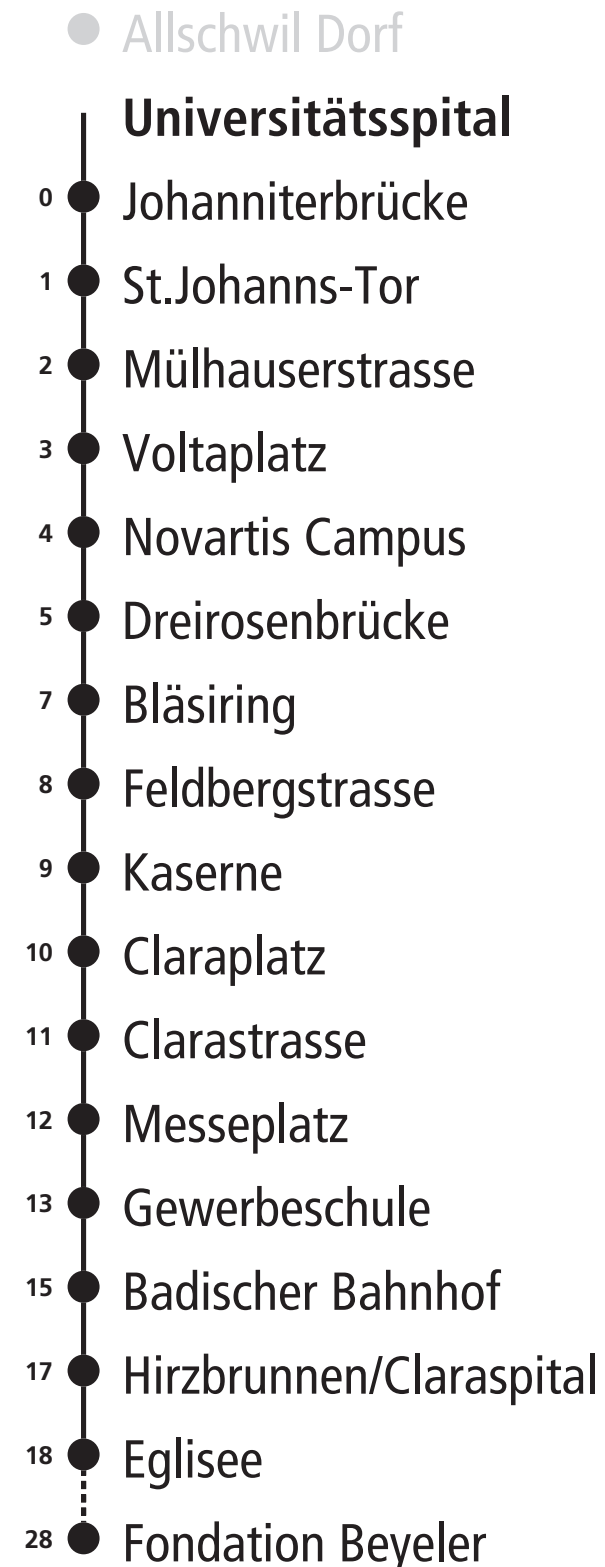 Allschwil Dorf
Universitätsspital
0 Johanniterbrücke
1 St.Johanns-Tor
2 Mülhauserstrasse
3 Voltaplatz
4 Novartis Campus
5 Dreirosenbrücke
7 Bläsiring
8 Feldbergstrasse
9 Kaserne
10 Claraplatz
11 Clarastrasse
12 Messeplatz
13 Gewerbeschule
15 Badischer Bahnhof
17 Hirzbrunnen/Claraspital
18 Eglisee
28 Fondation Beyeler